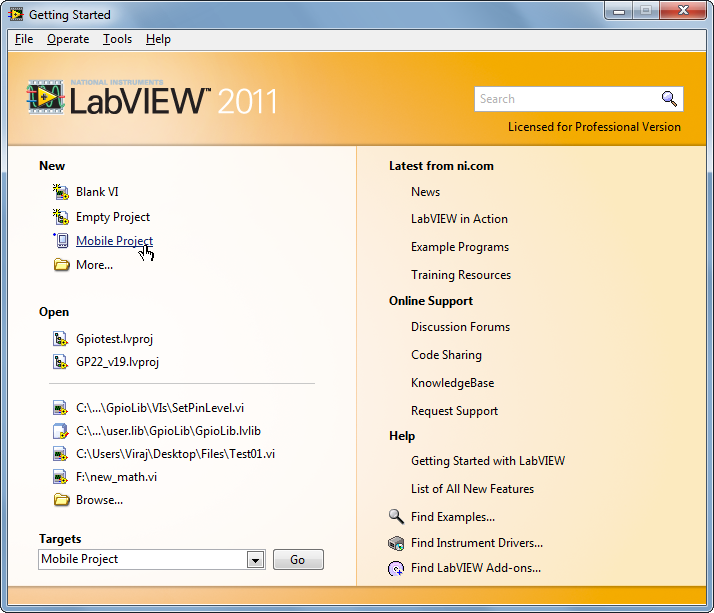 Getting Started
File Operate Tools Help
NATIONAL INSTRUMENTS
LabVIEW™ 2011
Search
Licensed for Professional Version
New
Blank VI
Empty Project
Mobile Project
More...
Open
Gpiotest.lvproj
GP22_v19.lvproj
C:\...\GpioLib\VIs\SetPinLevel.vi
C:\...\user.lib\GpioLib\GpioLib.lvlib
C:\Users\Viraj\Desktop\Files\Test01.vi
F:\new_math.vi
Browse...
Targets
Mobile Project
Go
Latest from ni.com
News
LabVIEW in Action
Example Programs
Training Resources
Online Support
Discussion Forums
Code Sharing
KnowledgeBase
Request Support
Help
Getting Started with LabVIEW
List of All New Features
Find Examples...
Find Instrument Drivers...
Find LabVIEW Add-ons...